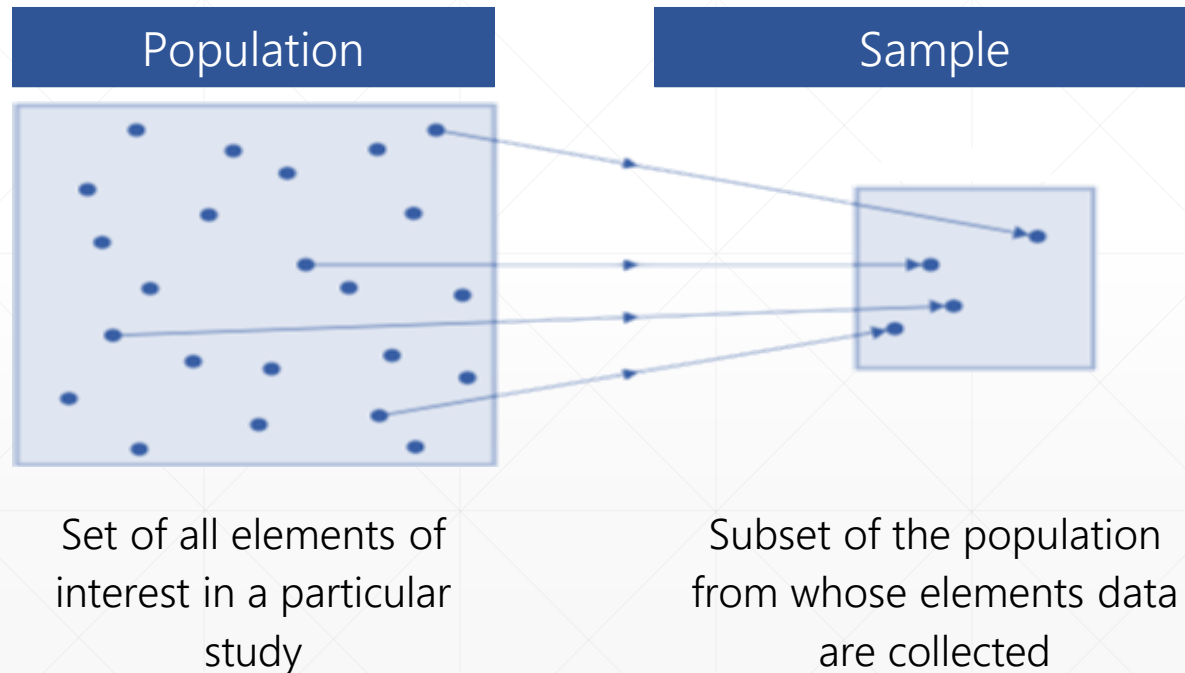 Population
Sample
Set of all elements of
interest in a particular
study
Subset of the population
from whose elements data
are collected